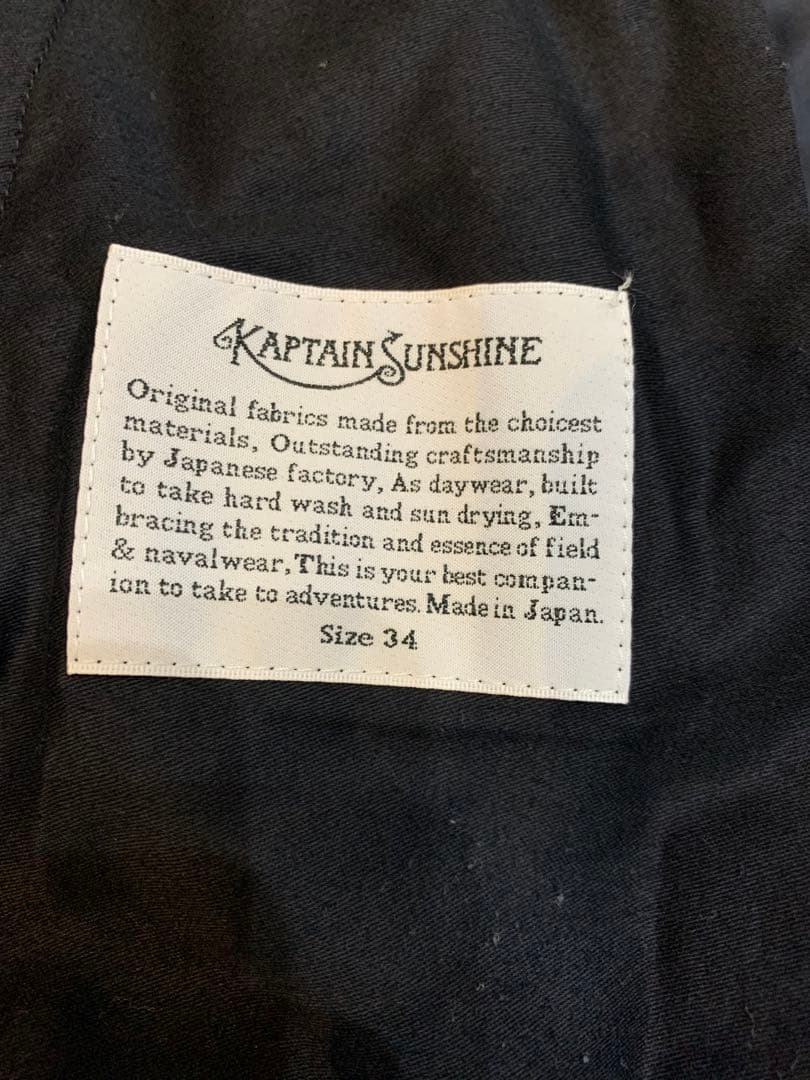 KAPTAIN SUNSHINE
Original fabrics made from the choicest
materials, Outstanding craftsmanship
by Japanese factory, As daywear, built
to take hard wash and sun drying, Em-
bracing the tradition and essence of field
& navalwear, This is your best compan-
ion to take to adventures. Made in Japan.
Size 34